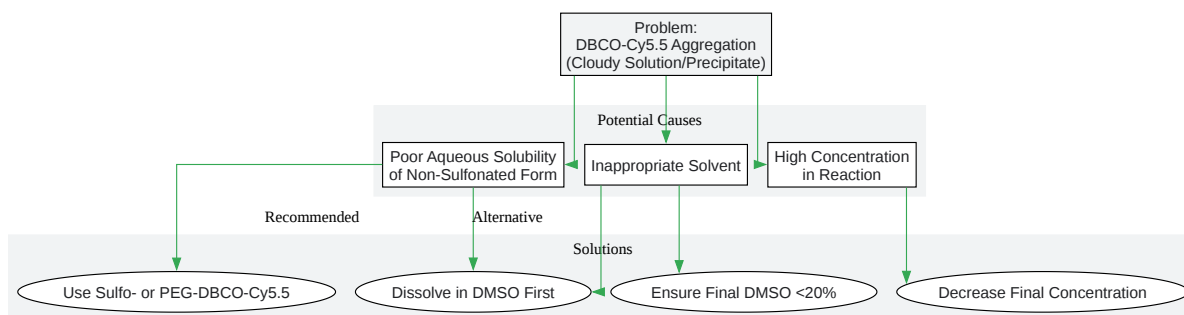 Problem:
DBCO-Cy5.5 Aggregation
(Cloudy Solution/Precipitate)
Potential Causes
Poor Aqueous Solubility
of Non-Sulfonated Form
Inappropriate Solvent
High Concentration
in Reaction
Recommended
Alternative
Solutions
Use Sulfo- or PEG-DBCO-Cy5.5
Dissolve in DMSO First
Ensure Final DMSO <20%
Decrease Final Concentration